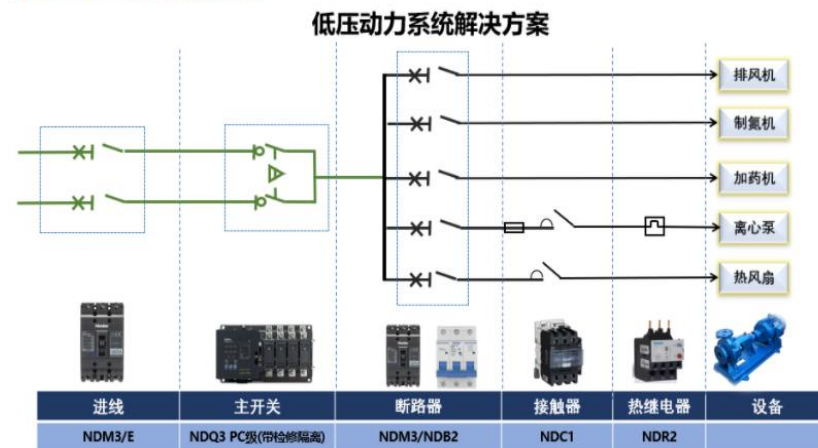 低压动力系统解决方案
排风机
制氮机
加药机
离心泵
热风扇
进线 主开关 断路器 接触器 热继电器 设备
NDM3/E NDQ3 PC级(带检修隔离) NDM3/NDB2 NDC1 NDR2